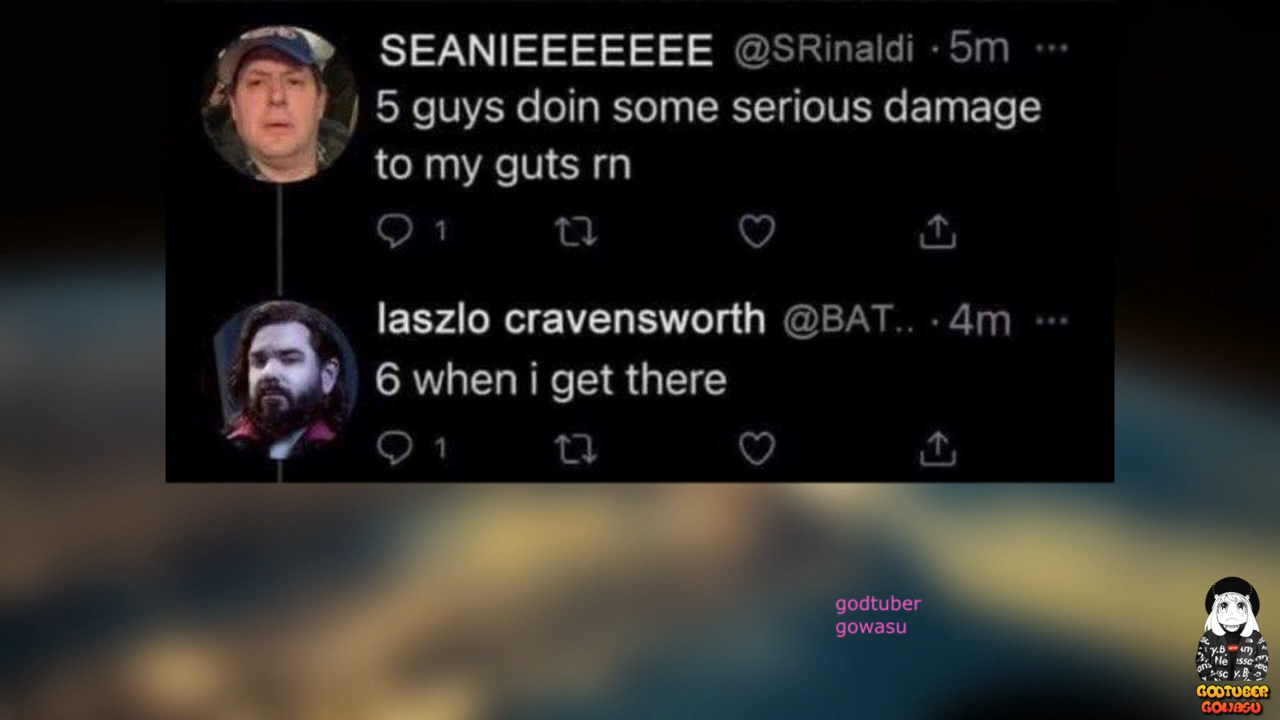 SEANIEEEEEEE @SRinaldi · 5m ...
5 guys doin some serious damage
to my guts rn
1
laszlo cravensworth @BAT.. · 4m ...
6 when i get there
1
godtuber
gowasu
GODTUBER
GOWASU